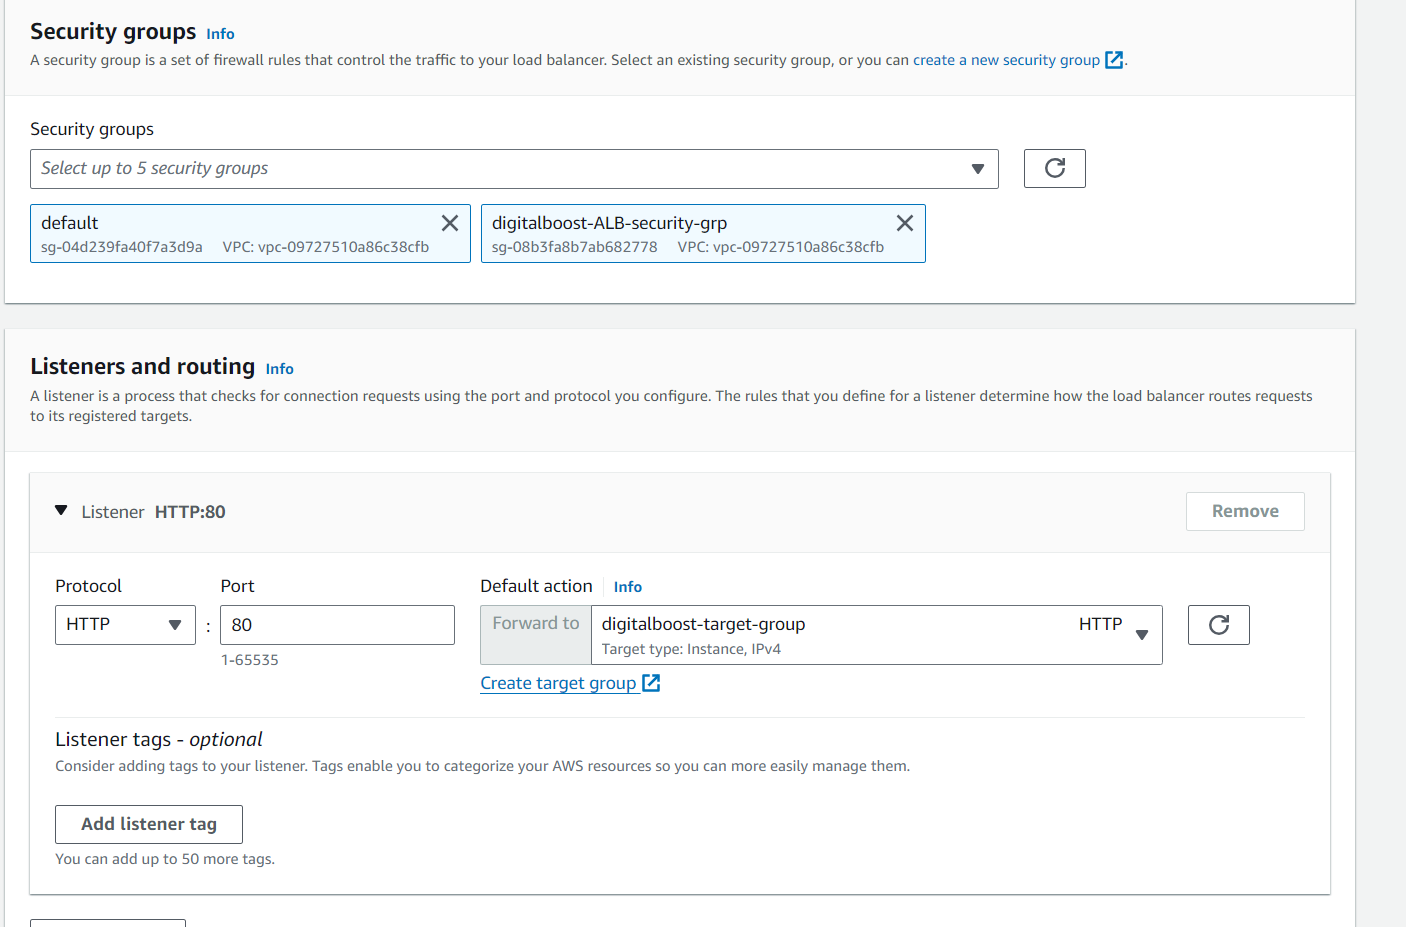 Security groups Info
A security group is a set of firewall rules that control the traffic to your load balancer. Select an existing security group, or you can create a new security group.
Security groups
Select up to 5 security groups
default
sg-04d239fa40f7a3d9a VPC: vpc-09727510a86c38cfb
digitalboost-ALB-security-grp
sg-08b3fa8b7ab682778 VPC: vpc-09727510a86c38cfb
Listeners and routing Info
A listener is a process that checks for connection requests using the port and protocol you configure. The rules that you define for a listener determine how the load balancer routes requests
to its registered targets.
Listener HTTP:80
Remove
Protocol
Port
Default action Info
HTTP
:
80
1-65535
Forward to
digitalboost-target-group
HTTP
Target type: Instance, IPv4
Create target group
Listener tags - optional
Consider adding tags to your listener. Tags enable you to categorize your AWS resources so you can more easily manage them.
Add listener tag
You can add up to 50 more tags.